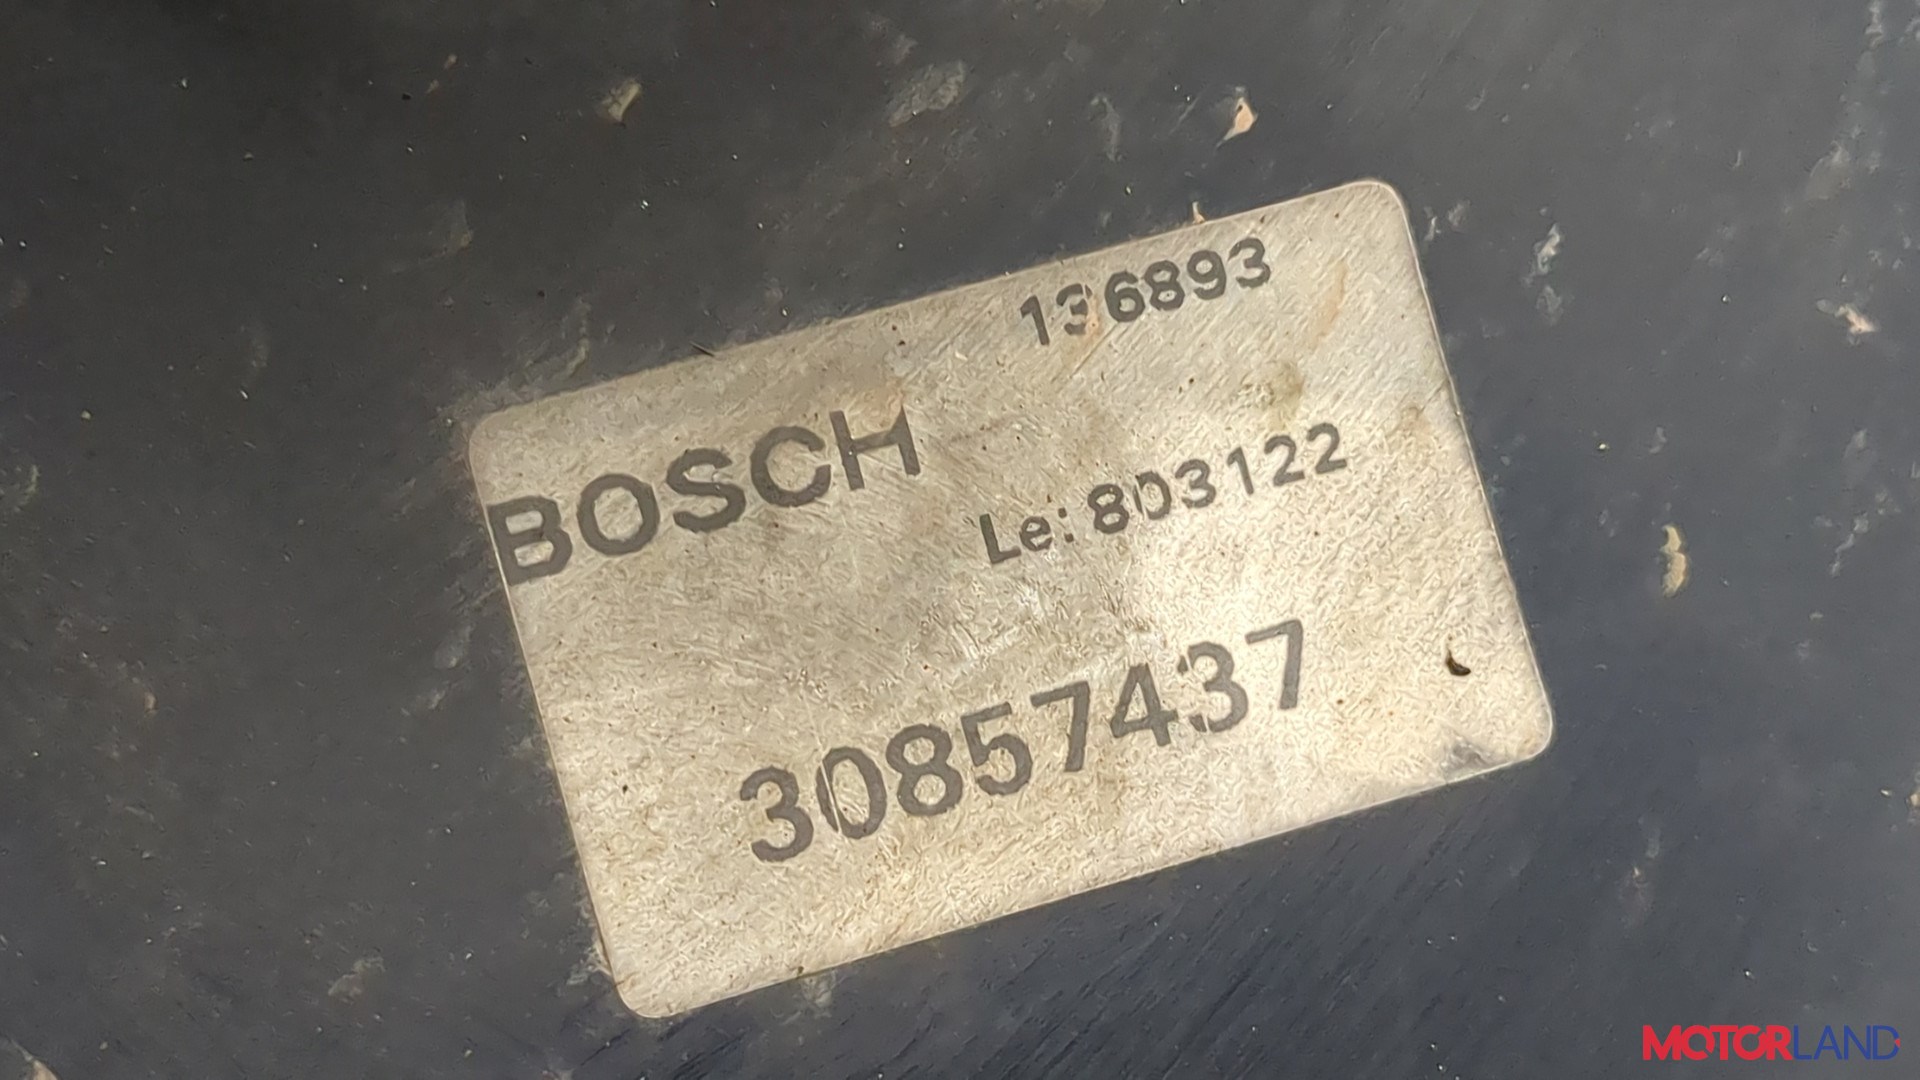 136893
BOSCH
Le: 803122
30857437
MOTORLAND